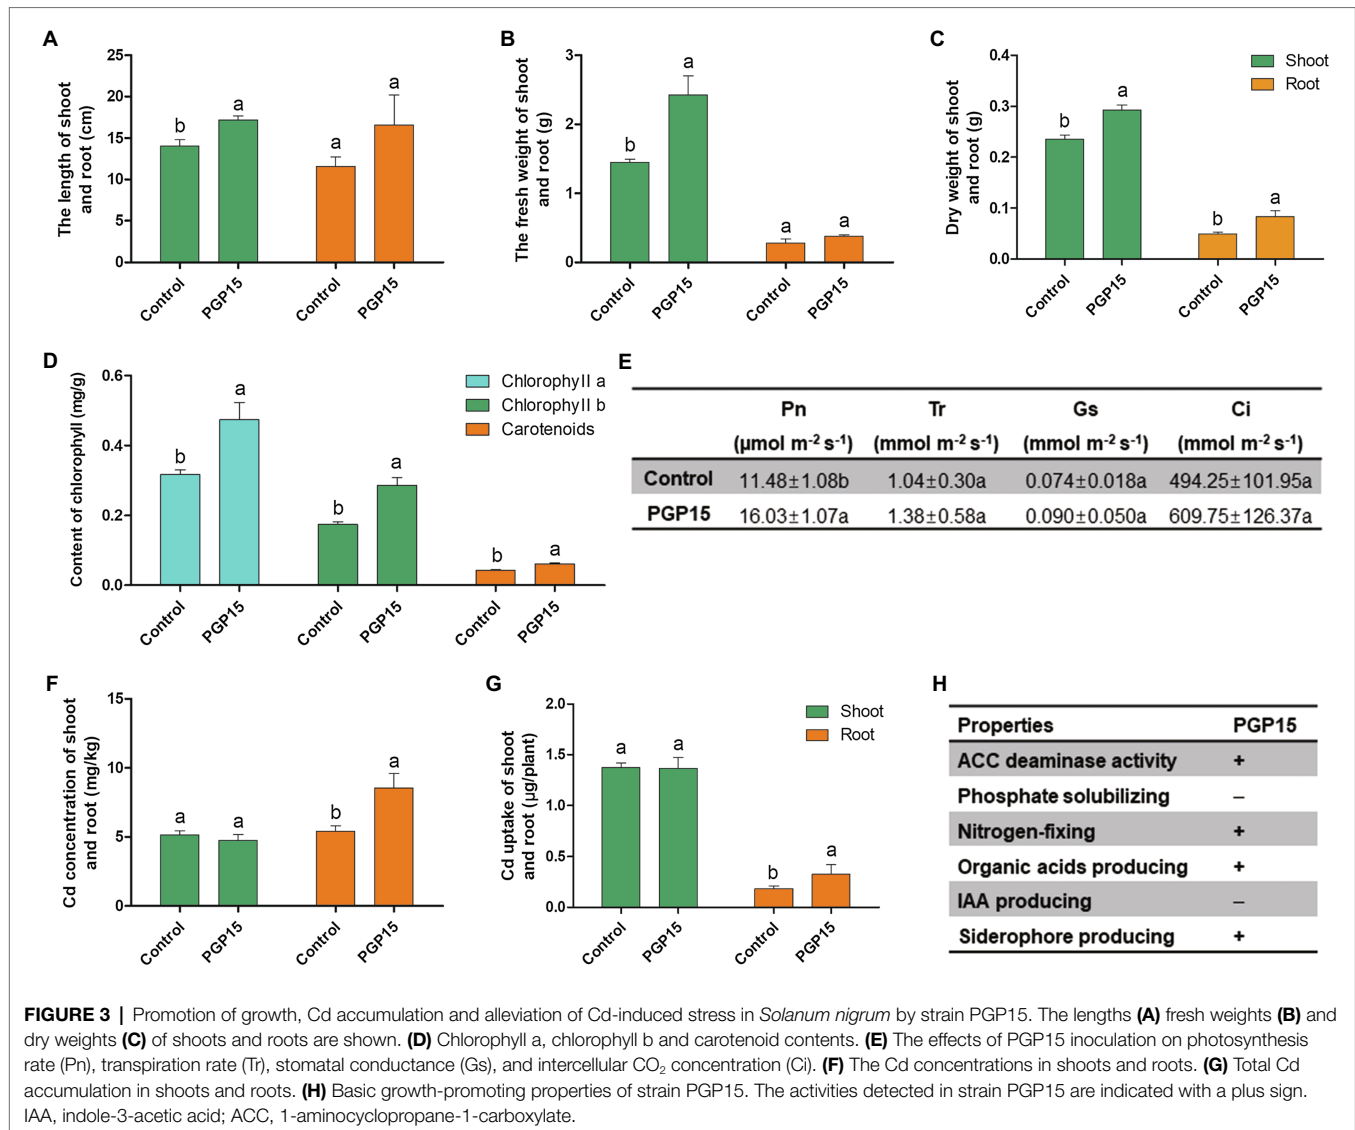 A
The length of shoot
and root (cm)
25
20
15
10
5
0
b
a
a
a
Control
PGP15
Control
PGP15
B
The fresh weight of shoot
and root (g)
3
2
1
0
b
a
a
a
Control
PGP15
Control
PGP15
C
Dry weight of shoot
and root (g)
0.4
0.3
0.2
0.1
0.0
b
a
b
a
Shoot
Root
Control
PGP15
Control
PGP15
D
Content of chlorophyll (mg/g)
0.6
0.4
0.2
0.0
b
a
b
a
b
a
Chlorophyll a
Chlorophyll b
Carotenoids
Control
PGP15
Control
PGP15
Control
PGP15
E
Pn Tr Gs Ci
(μmol m-2 s-1) (mmol m-2 s-1) (mmol m-2 s-1) (mmol m-2 s-1)
Control 11.48±1.08b 1.04±0.30a 0.074±0.018a 494.25±101.95a
PGP15 16.03±1.07a 1.38±0.58a 0.090±0.050a 609.75±126.37a
F
Cd concentration of shoot
and root (mg/kg)
15
10
5
0
a
a
b
a
Control
PGP15
Control
PGP15
G
Cd uptake of shoot
and root (μg/plant)
2.0
1.5
1.0
0.5
0.0
a
a
b
a
Shoot
Root
Control
PGP15
Control
PGP15
H
Properties PGP15
ACC deaminase activity +
Phosphate solubilizing –
Nitrogen-fixing +
Organic acids producing +
IAA producing –
Siderophore producing +
FIGURE 3 | Promotion of growth, Cd accumulation and alleviation of Cd-induced stress in Solanum nigrum by strain PGP15. The lengths (A) fresh weights (B) and
dry weights (C) of shoots and roots are shown. (D) Chlorophyll a, chlorophyll b and carotenoid contents. (E) The effects of PGP15 inoculation on photosynthesis
rate (Pn), transpiration rate (Tr), stomatal conductance (Gs), and intercellular CO2 concentration (Ci). (F) The Cd concentrations in shoots and roots. (G) Total Cd
accumulation in shoots and roots. (H) Basic growth-promoting properties of strain PGP15. The activities detected in strain PGP15 are indicated with a plus sign.
IAA, indole-3-acetic acid; ACC, 1-aminocyclopropane-1-carboxylate.